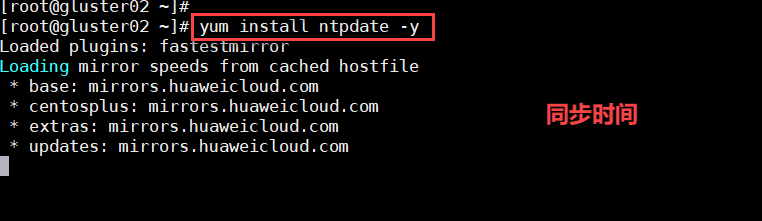 [root@gluster02 ~]#
[root@gluster02 ~]# yum install ntpdate -y
Loaded plugins: fastestmirror
Loading mirror speeds from cached hostfile
* base: mirrors.huaweicloud.com
* centosplus: mirrors.huaweicloud.com
* extras: mirrors.huaweicloud.com
* updates: mirrors.huaweicloud.com
同步时间